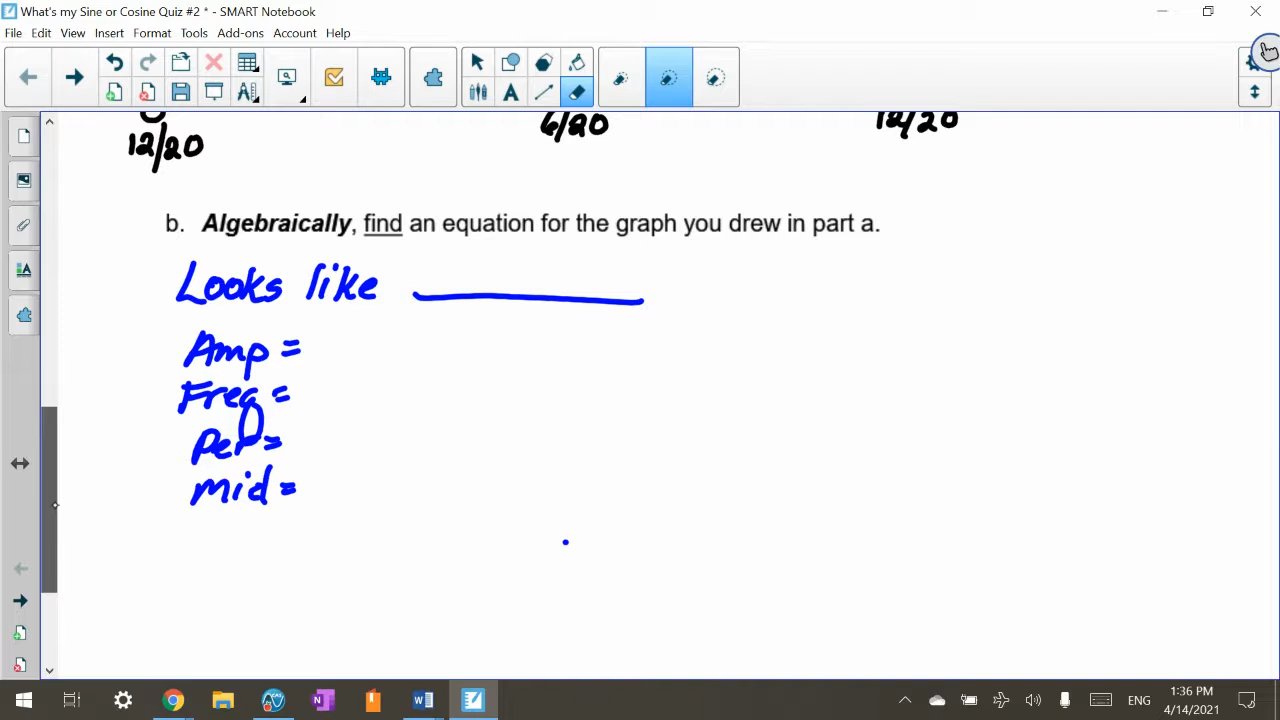 What's my Sine or Cosine Quiz #2 * - SMART Notebook
File Edit View Insert Format Tools Add-ons Account Help
12/20 6/20 12/20
b. Algebraically, find an equation for the graph you drew in part a.
Looks like
Amp =
Freq =
Per =
mid =
ENG
1:36 PM
4/14/2021